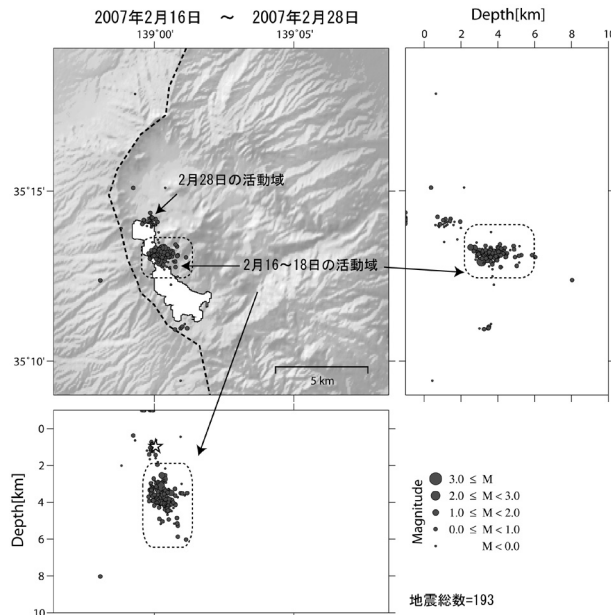 2007年2月16日 ～ 2007年2月28日
139°00'
139°05'
35°15'
35°10'
2月28日の活動域
2月16～18日の活動域
5 km
Depth[km]
0 2 4 6 8 10
Depth[km]
0
2
4
6
8
10
Magnitude
3.0 ≤ M
2.0 ≤ M < 3.0
1.0 ≤ M < 2.0
0.0 ≤ M < 1.0
M < 0.0
地震総数=193